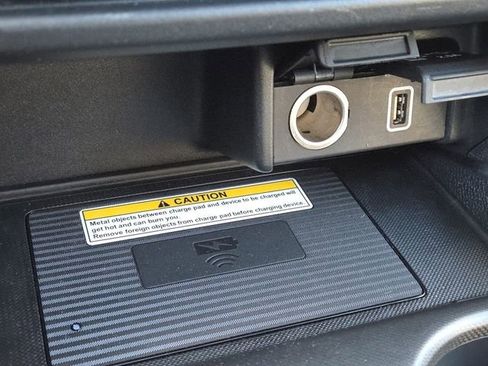 CAUTION
Metal objects between charge pad and device to be charged will
get hot and can burn you.
Remove foreign objects from charge pad before charging device.